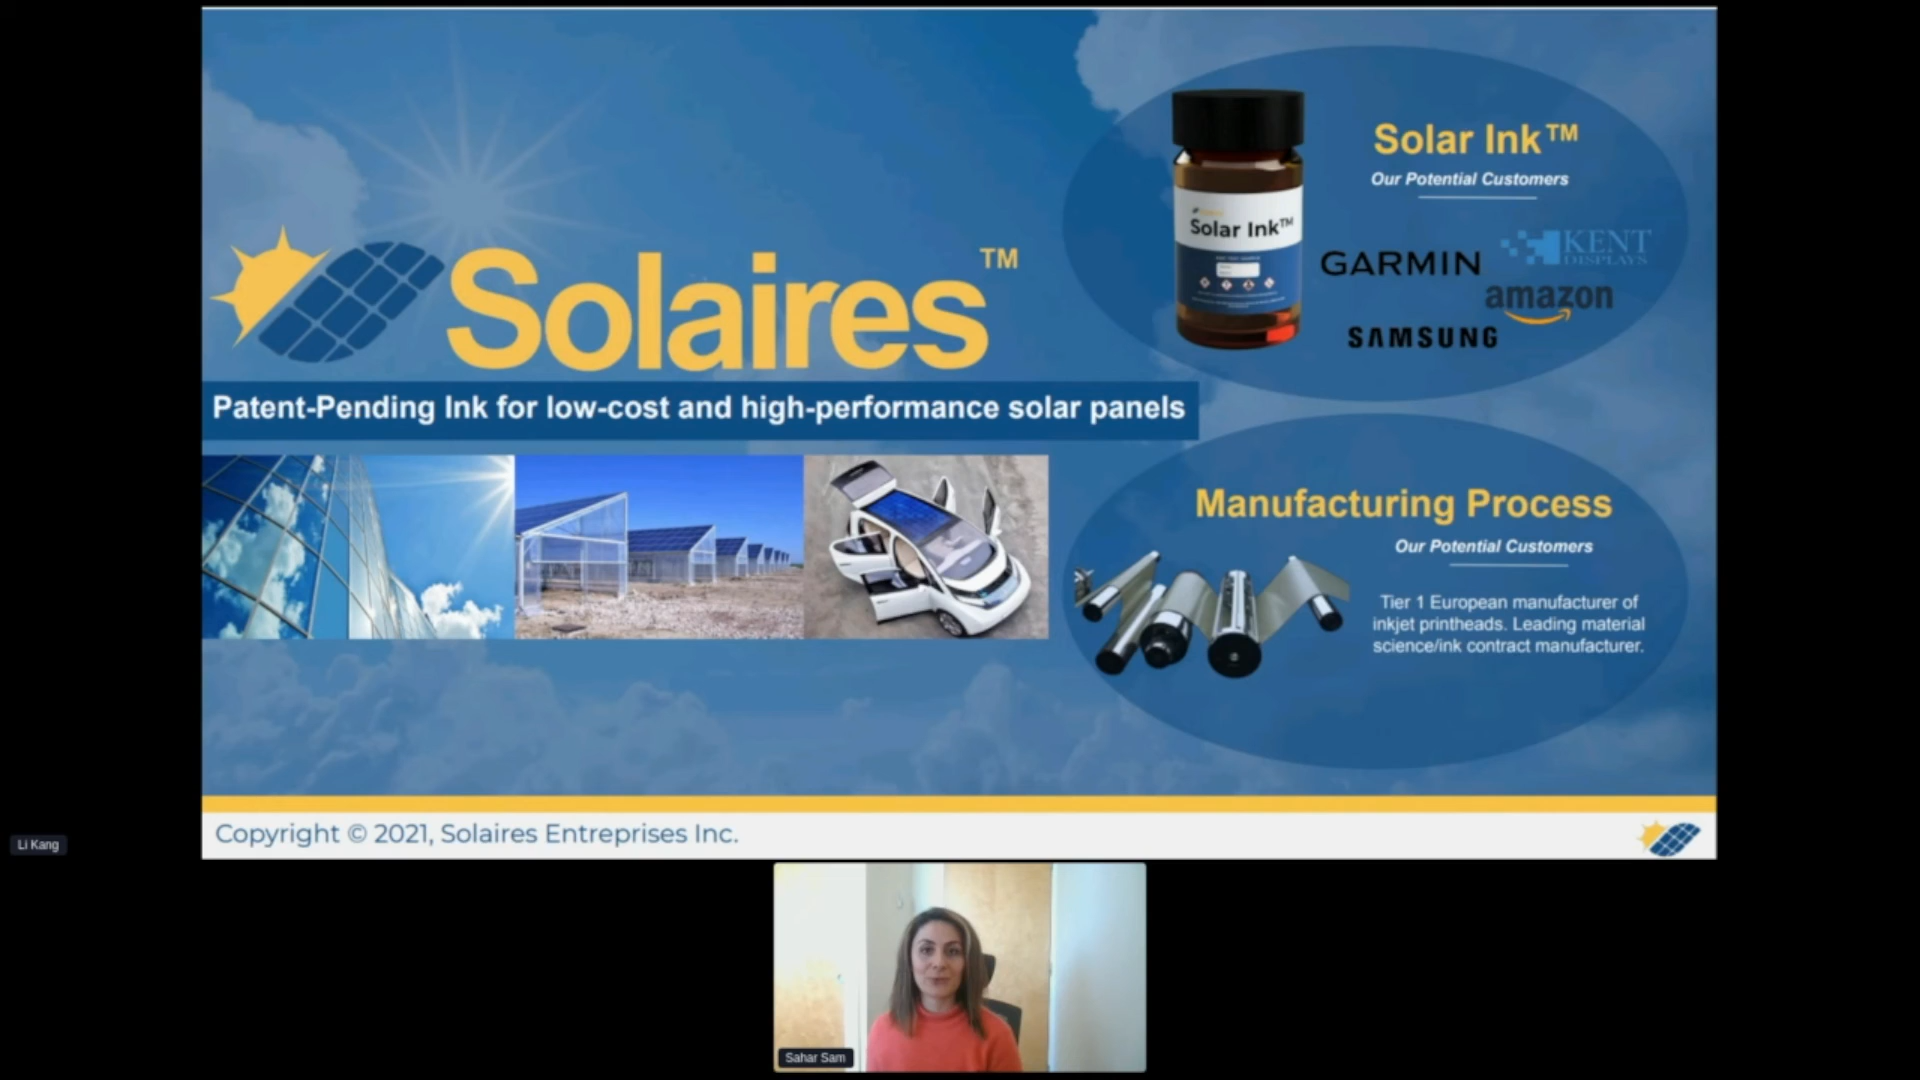 Solaires™
Patent-Pending Ink for low-cost and high-performance solar panels
Solar Ink™
Our Potential Customers
Solar Ink™
GARMIN
KENT
DISPLAYS
amazon
SAMSUNG
Manufacturing Process
Our Potential Customers
Tier 1 European manufacturer of
inkjet printheads. Leading material
science/ink contract manufacturer.
Copyright © 2021, Solaires Entreprises Inc.
Li Kang
Sahar Sam